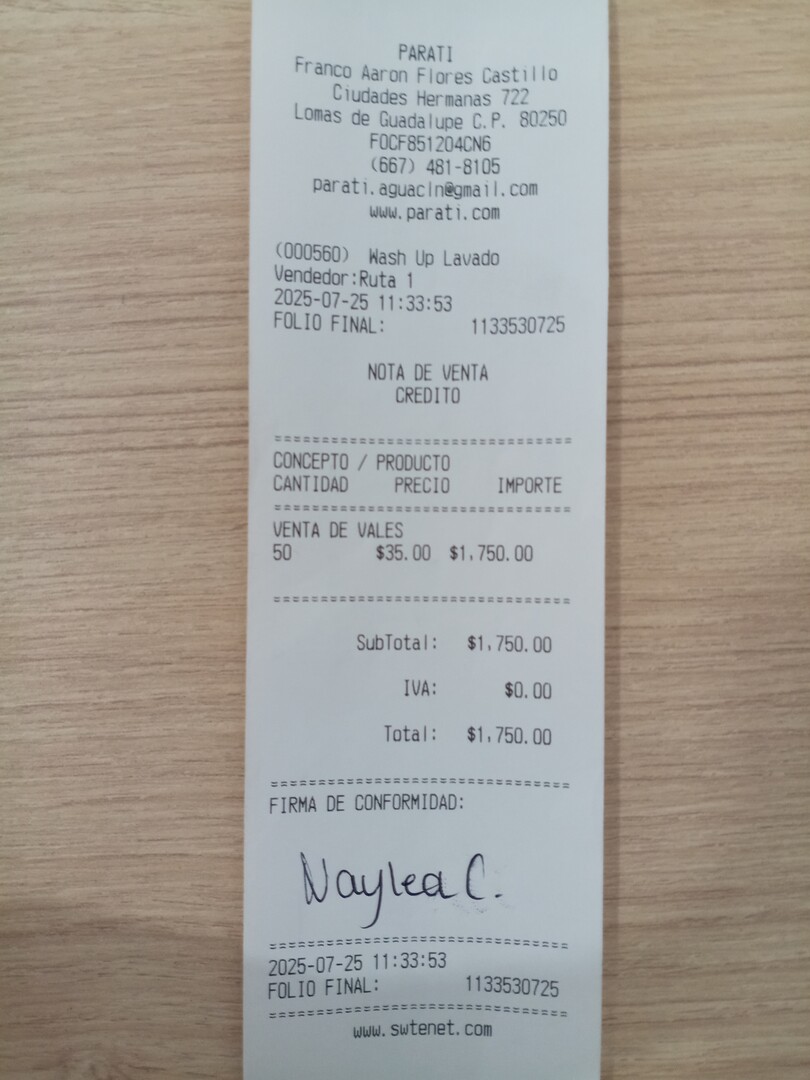 PARATI
Franco Aaron Flores Castillo
Ciudades Hermanas 722
Lomas de Guadalupe C.P. 80250
FOCF851204CN6
(667) 481-8105
parati.aguacln@gmail.com
www.parati.com
(000560) Wash Up Lavado
Vendedor:Ruta 1
2025-07-25 11:33:53
FOLIO FINAL: 1133530725
NOTA DE VENTA
CREDITO
================================
CONCEPTO / PRODUCTO
CANTIDAD PRECIO IMPORTE
================================
VENTA DE VALES
50 $35.00 $1,750.00
================================
SubTotal: $1,750.00
IVA: $0.00
Total: $1,750.00
================================
FIRMA DE CONFORMIDAD:
Naylea C.
================================
2025-07-25 11:33:53
FOLIO FINAL: 1133530725
================================
www.swtenet.com